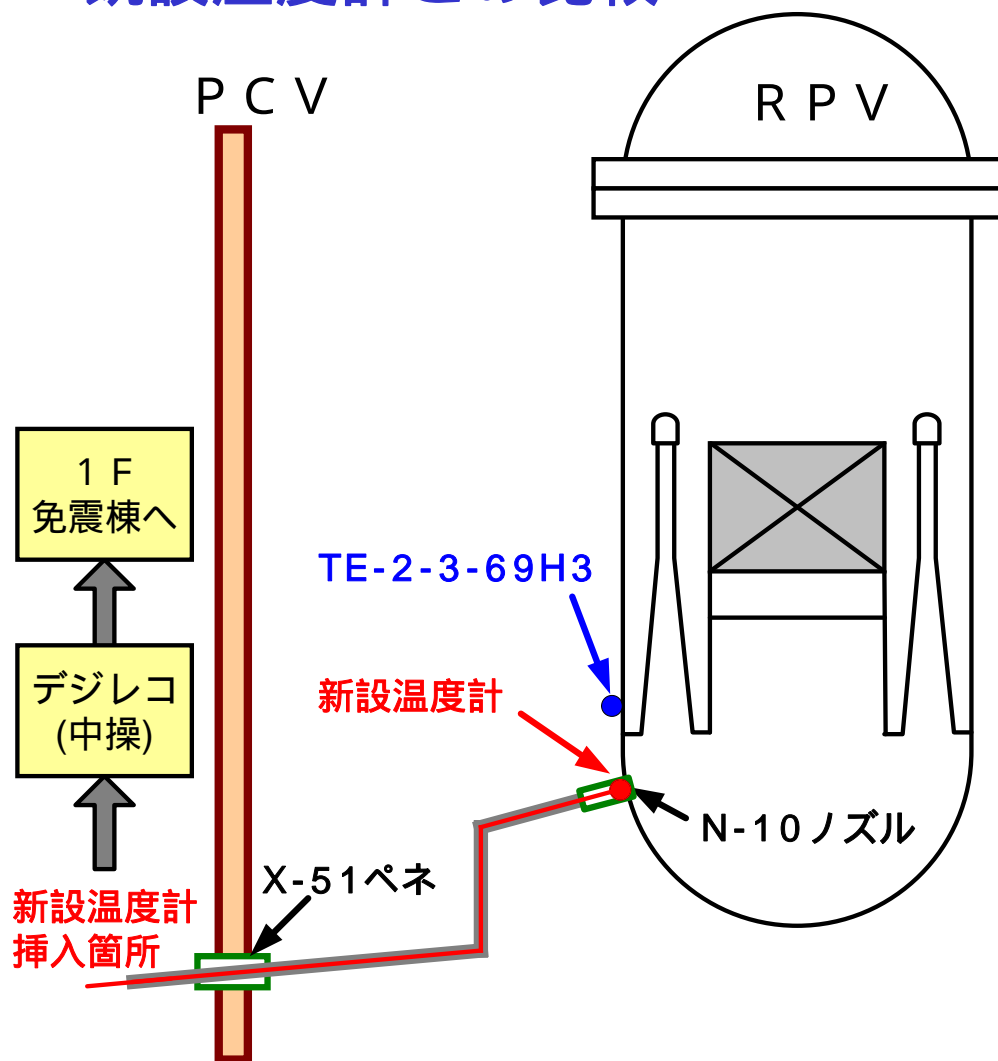 ＰＣＶ
ＲＰＶ
１Ｆ
免震棟へ
TE-2-3-69H3
デジレコ
(中操)
新設温度計
N-10ノズル
X-51ペネ
新設温度計
挿入箇所